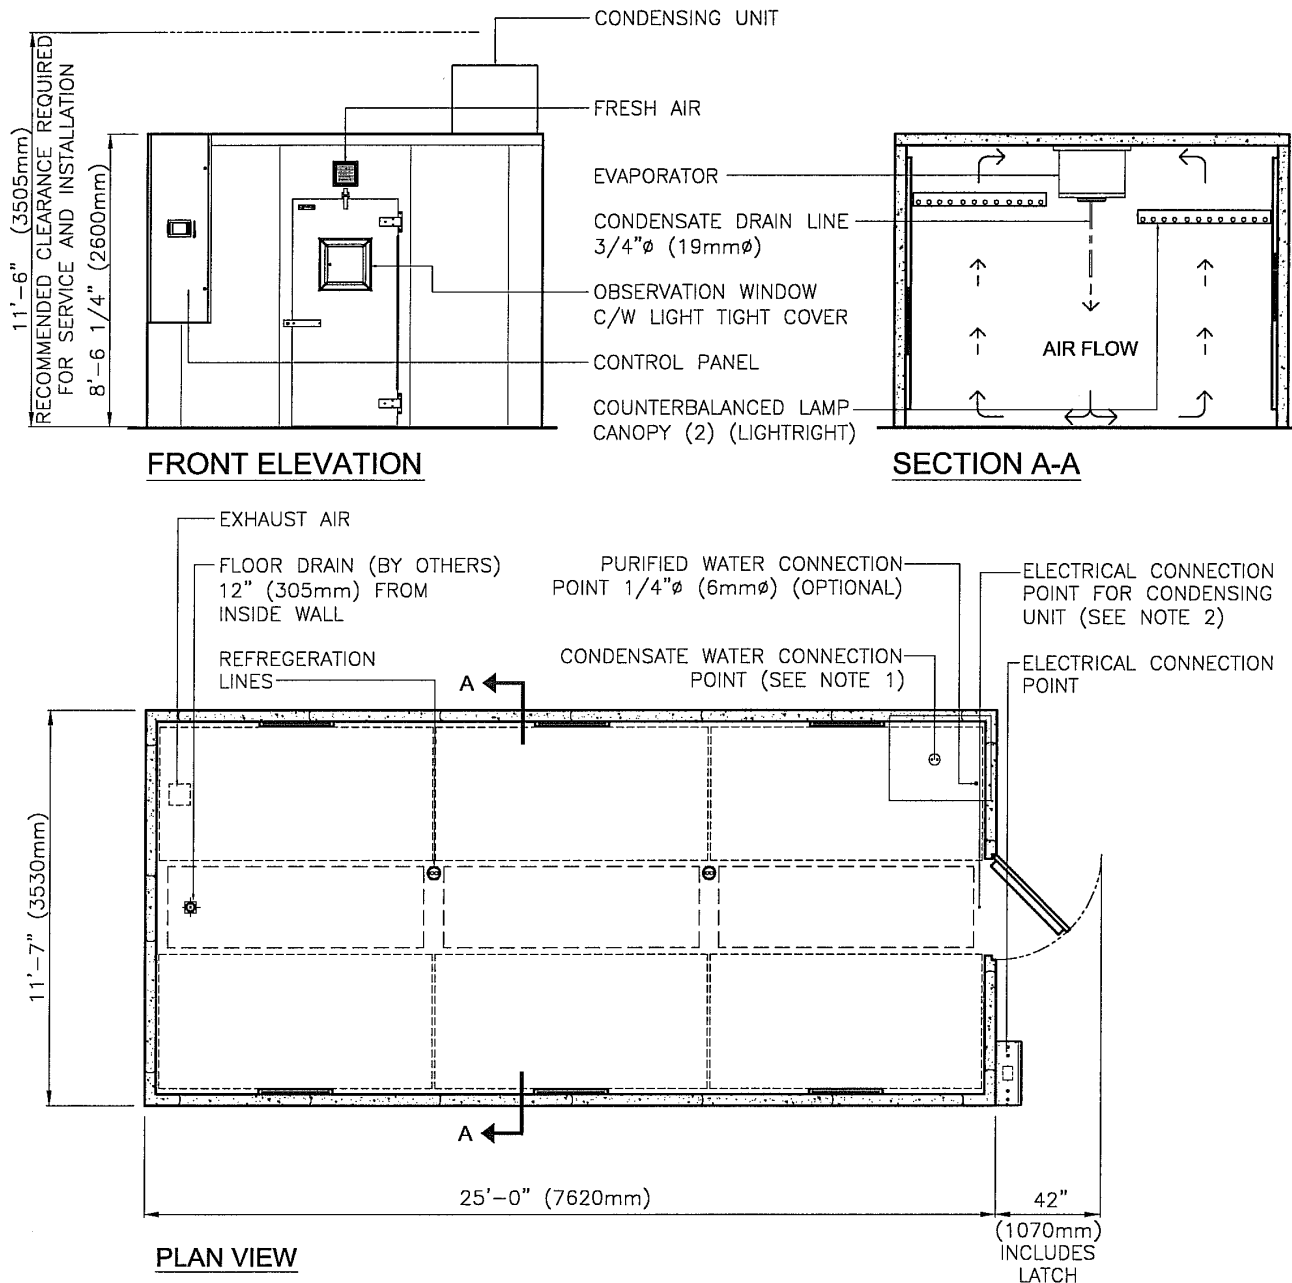 CONDENSING UNIT
FRESH AIR
EVAPORATOR
CONDENSATE DRAIN LINE
3/4"ø (19mmø)
OBSERVATION WINDOW
C/W LIGHT TIGHT COVER
CONTROL PANEL
COUNTERBALANCED LAMP
CANOPY (2) (LIGHTRIGHT)
11'-6" (3505mm)
RECOMMENDED CLEARANCE REQUIRED
FOR SERVICE AND INSTALLATION
8'-6 1/4" (2600mm)
AIR FLOW
FRONT ELEVATION
SECTION A-A
EXHAUST AIR
FLOOR DRAIN (BY OTHERS)
12" (305mm) FROM
INSIDE WALL
REFREGERATION
LINES
PURIFIED WATER CONNECTION
POINT 1/4"ø (6mmø) (OPTIONAL)
CONDENSATE WATER CONNECTION
POINT (SEE NOTE 1)
ELECTRICAL CONNECTION
POINT FOR CONDENSING
UNIT (SEE NOTE 2)
ELECTRICAL CONNECTION
POINT
A
11'-7" (3530mm)
A
25'-0" (7620mm)
42"
(1070mm)
INCLUDES
LATCH
PLAN VIEW